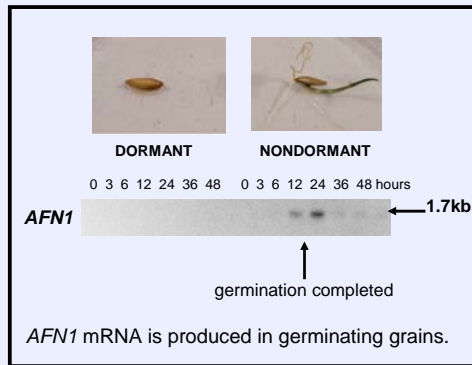 DORMANT NONDORMANT
0 3 6 12 24 36 48 0 3 6 12 24 36 48 hours
AFN1 1.7kb
germination completed
AFN1 mRNA is produced in germinating grains.